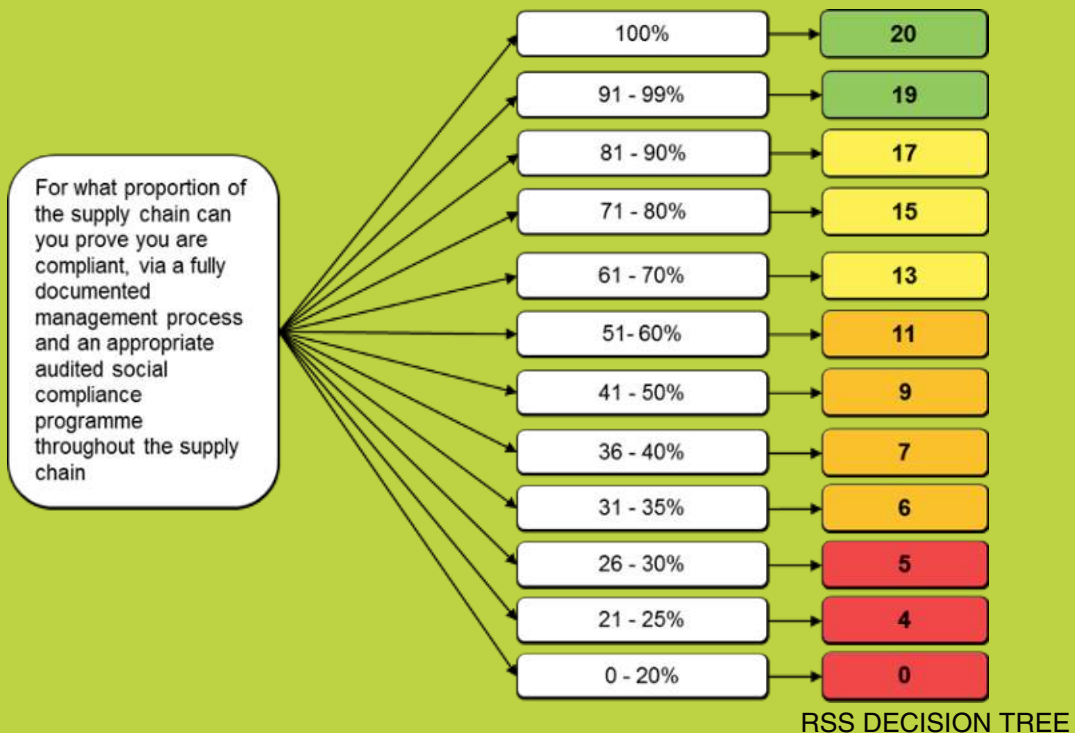 For what proportion of
the supply chain can
you prove you are
compliant, via a fully
documented
management process
and an appropriate
audited social
compliance
programme
throughout the supply
chain
100%
20
91 - 99%
19
81 - 90%
17
71 - 80%
15
61 - 70%
13
51- 60%
11
41 - 50%
9
36 - 40%
7
31 - 35%
6
26 - 30%
5
21 - 25%
4
0 - 20%
0
RSS DECISION TREE